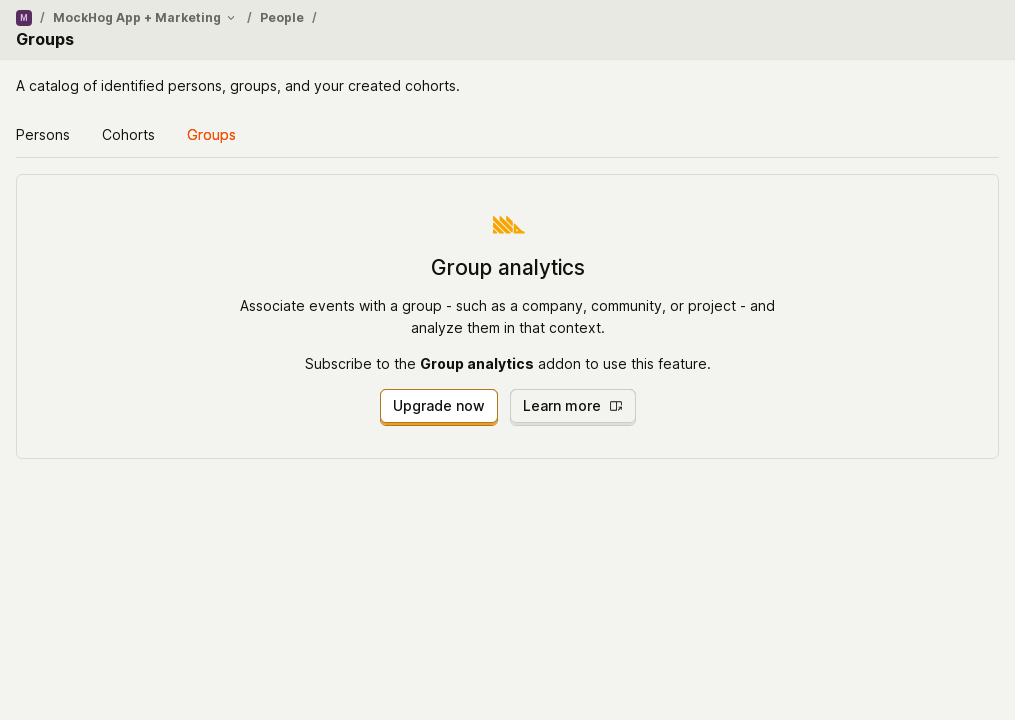 M / MockHog App + Marketing / People /
Groups
A catalog of identified persons, groups, and your created cohorts.
Persons Cohorts Groups
Group analytics
Associate events with a group - such as a company, community, or project - and
analyze them in that context.
Subscribe to the Group analytics addon to use this feature.
Upgrade now Learn more